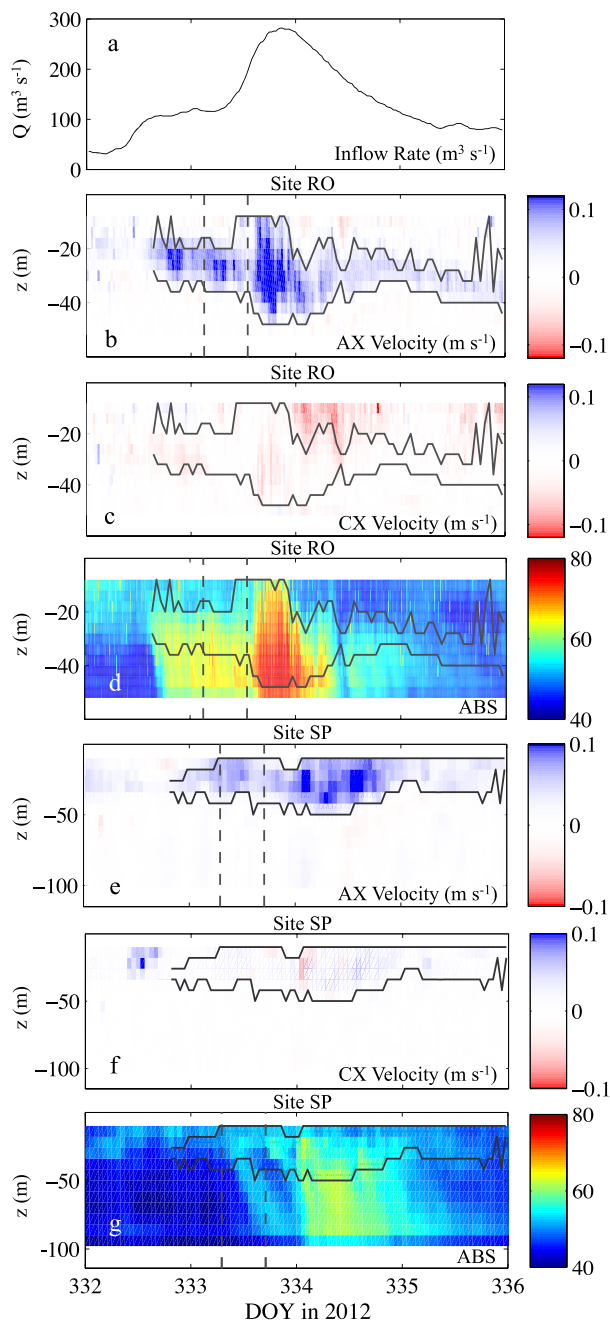 300
200
100
0
Q (m³ s⁻¹)
a
Inflow Rate (m³ s⁻¹)
Site RO
−20
−40
z (m)
b
AX Velocity (m s⁻¹)
0.1
0
−0.1
Site RO
−20
−40
z (m)
c
CX Velocity (m s⁻¹)
0.1
0
−0.1
Site RO
−20
−40
z (m)
d
ABS
80
60
40
Site SP
−50
−100
z (m)
e
AX Velocity (m s⁻¹)
0.1
0
−0.1
Site SP
−50
−100
z (m)
f
CX Velocity (m s⁻¹)
0.1
0
−0.1
Site SP
−50
−100
z (m)
g
ABS
80
60
40
332 333 334 335 336
DOY in 2012